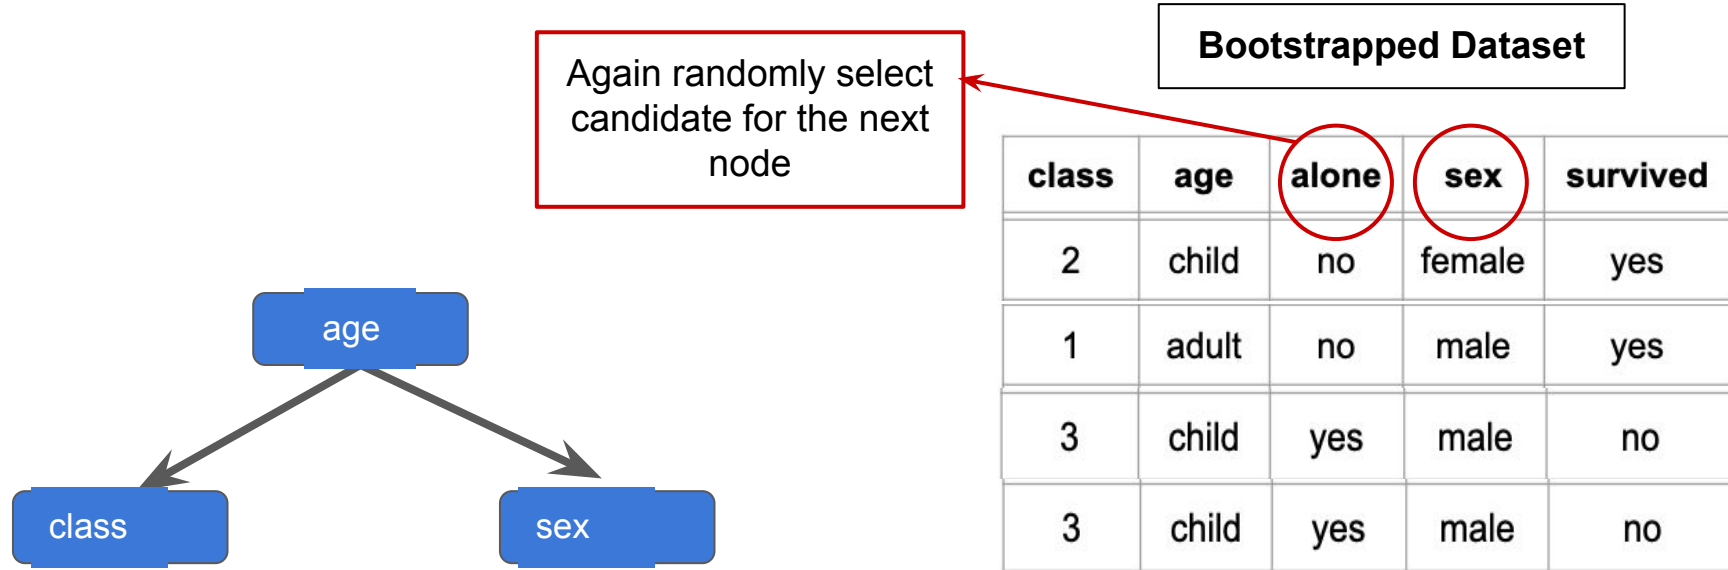 Bootstrapped Dataset
Again randomly select
candidate for the next
node
class age alone sex survived
2 child no female yes
1 adult no male yes
3 child yes male no
3 child yes male no
age
class
sex